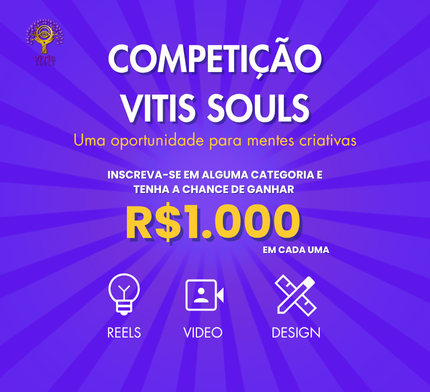 COMPETIÇÃO
VITIS SOULS
Uma oportunidade para mentes criativas
INSCREVA-SE EM ALGUMA CATEGORIA E
TENHA A CHANCE DE GANHAR
R$1.000
EM CADA UMA
REELS VIDEO DESIGN